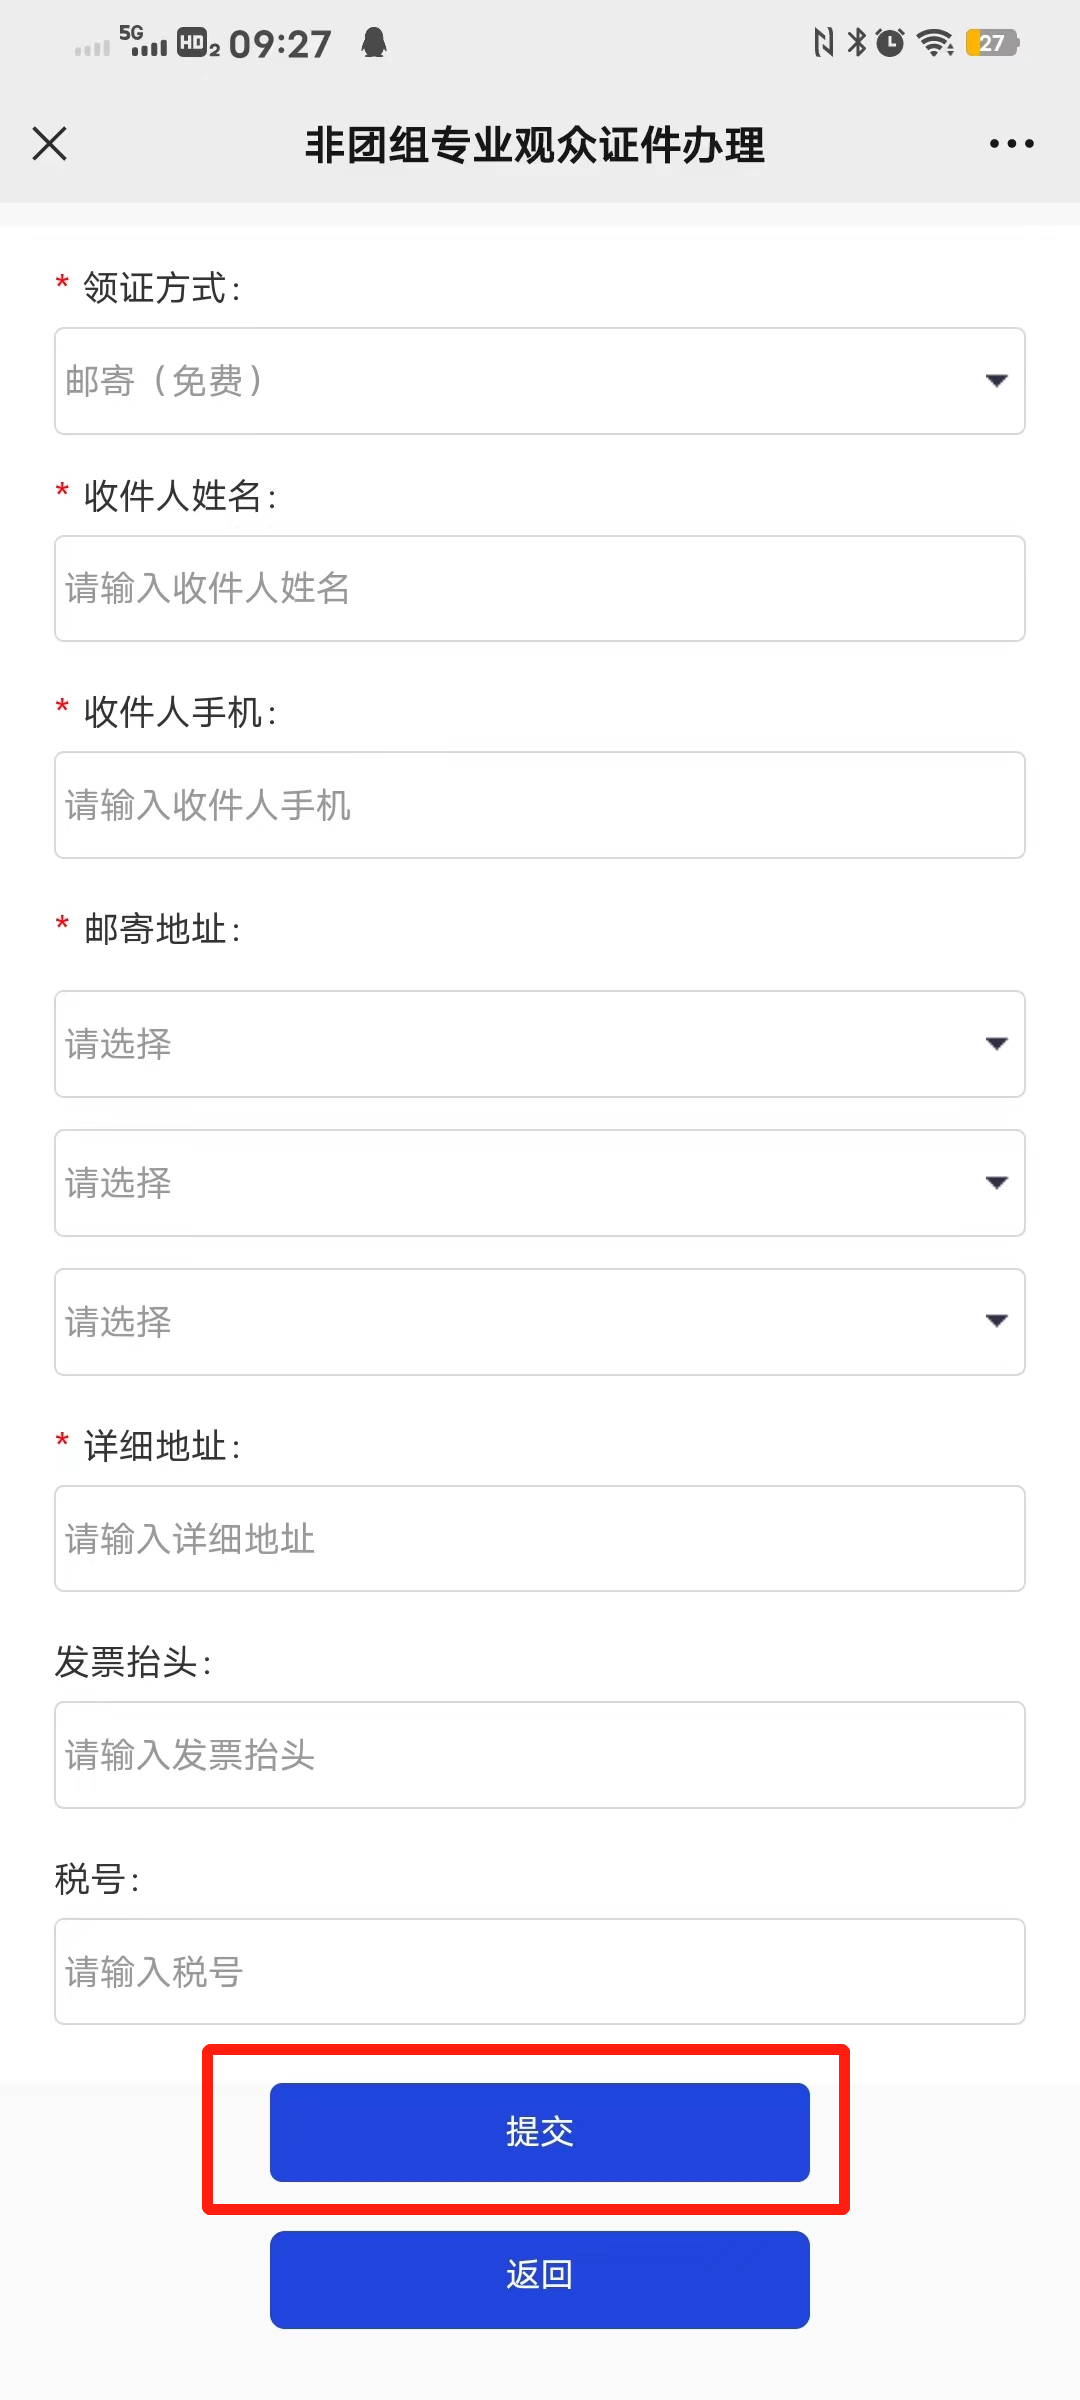 5G HD2 09:27 27
非团组专业观众证件办理
* 领证方式:
邮寄（免费）
* 收件人姓名:
请输入收件人姓名
* 收件人手机:
请输入收件人手机
* 邮寄地址:
请选择
请选择
请选择
* 详细地址:
请输入详细地址
发票抬头:
请输入发票抬头
税号:
请输入税号
提交
返回